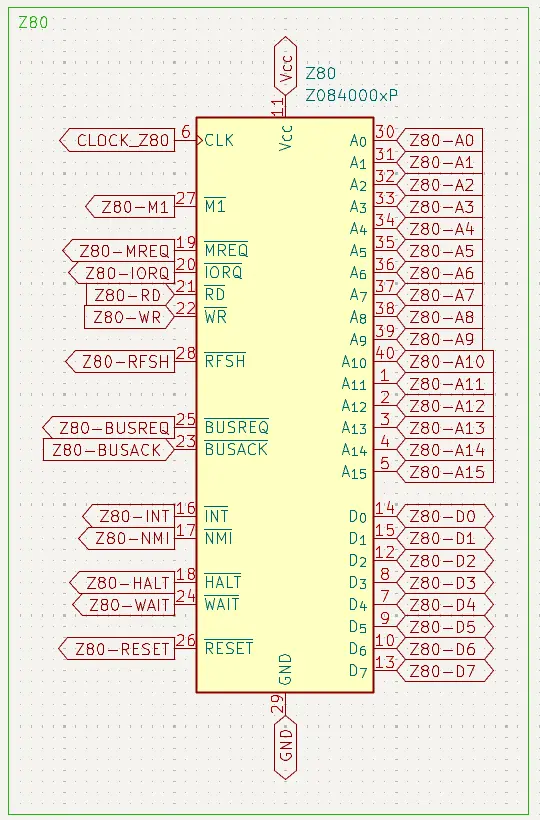 Z80
Vcc
Z80
Z084000xP
11
Vcc
CLOCK_Z80 6 CLK A0 30 Z80-A0
A1 31 Z80-A1
A2 32 Z80-A2
Z80-M1 27 M1 A3 33 Z80-A3
A4 34 Z80-A4
Z80-MREQ 19 MREQ A5 35 Z80-A5
Z80-IORQ 20 IORQ A6 36 Z80-A6
Z80-RD 21 RD A7 37 Z80-A7
Z80-WR 22 WR A8 38 Z80-A8
A9 39 Z80-A9
Z80-RFSH 28 RFSH A10 40 Z80-A10
A11 1 Z80-A11
A12 2 Z80-A12
Z80-BUSREQ 25 BUSREQ A13 3 Z80-A13
Z80-BUSACK 23 BUSACK A14 4 Z80-A14
A15 5 Z80-A15
Z80-INT 16 INT D0 14 Z80-D0
Z80-NMI 17 NMI D1 15 Z80-D1
D2 12 Z80-D2
Z80-HALT 18 HALT D3 8 Z80-D3
Z80-WAIT 24 WAIT D4 7 Z80-D4
D5 9 Z80-D5
Z80-RESET 26 RESET D6 10 Z80-D6
D7 13 Z80-D7
GND
29
GND